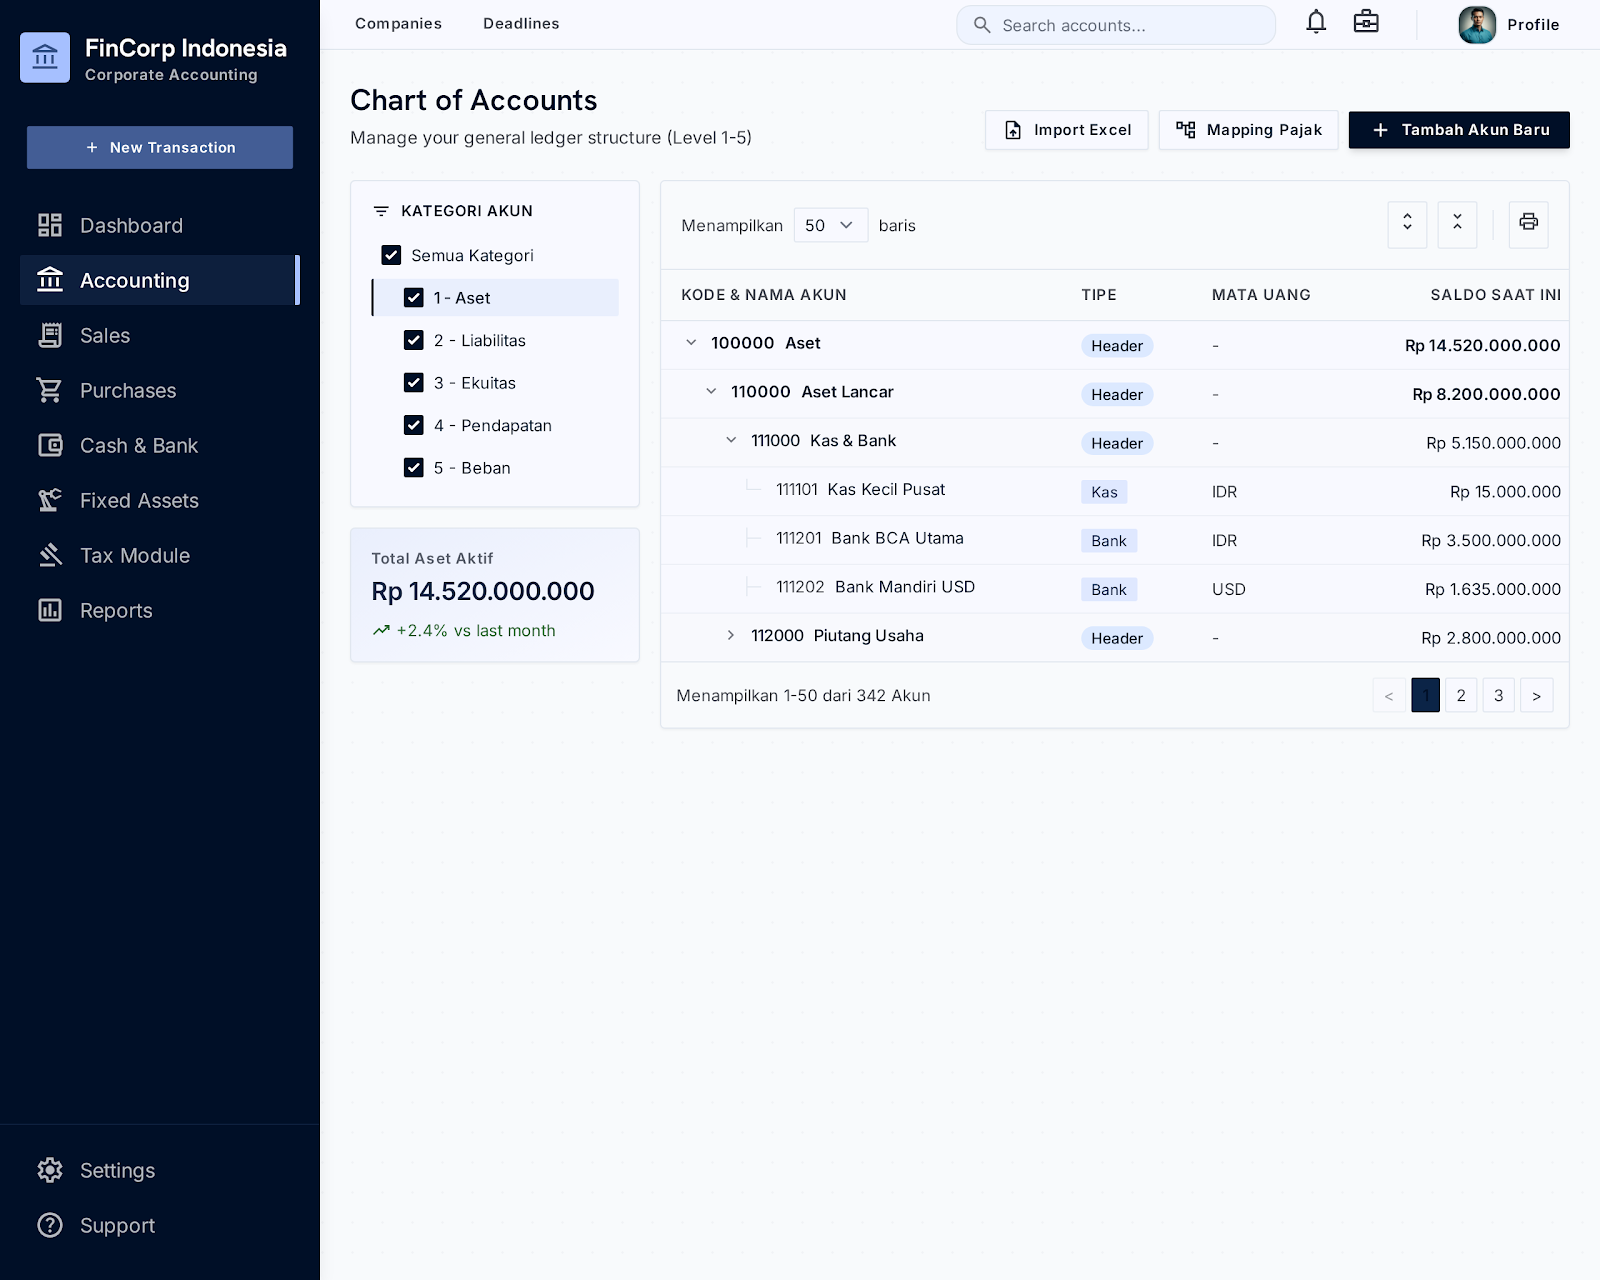 FinCorp Indonesia
Corporate Accounting
+ New Transaction
Dashboard
Accounting
Sales
Purchases
Cash & Bank
Fixed Assets
Tax Module
Reports
Settings
Support
Companies
Deadlines
Search accounts...
Profile
Chart of Accounts
Manage your general ledger structure (Level 1-5)
Import Excel
Mapping Pajak
+ Tambah Akun Baru
KATEGORI AKUN
Semua Kategori
1 - Aset
2 - Liabilitas
3 - Ekuitas
4 - Pendapatan
5 - Beban
Total Aset Aktif
Rp 14.520.000.000
+2.4% vs last month
Menampilkan 50 baris
KODE & NAMA AKUN TIPE MATA UANG SALDO SAAT INI
100000 Aset Header - Rp 14.520.000.000
110000 Aset Lancar Header - Rp 8.200.000.000
111000 Kas & Bank Header - Rp 5.150.000.000
111101 Kas Kecil Pusat Kas IDR Rp 15.000.000
111201 Bank BCA Utama Bank IDR Rp 3.500.000.000
111202 Bank Mandiri USD Bank USD Rp 1.635.000.000
112000 Piutang Usaha Header - Rp 2.800.000.000
Menampilkan 1-50 dari 342 Akun
< 1 2 3 >